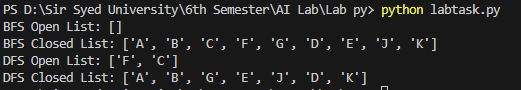 PS D:\Sir Syed University\6th Semester\AI Lab\Lab py> python labtask.py
BFS Open List: []
BFS Closed List: ['A', 'B', 'C', 'F', 'G', 'D', 'E', 'J', 'K']
DFS Open List: ['F', 'C']
DFS Closed List: ['A', 'B', 'G', 'E', 'J', 'D', 'K']